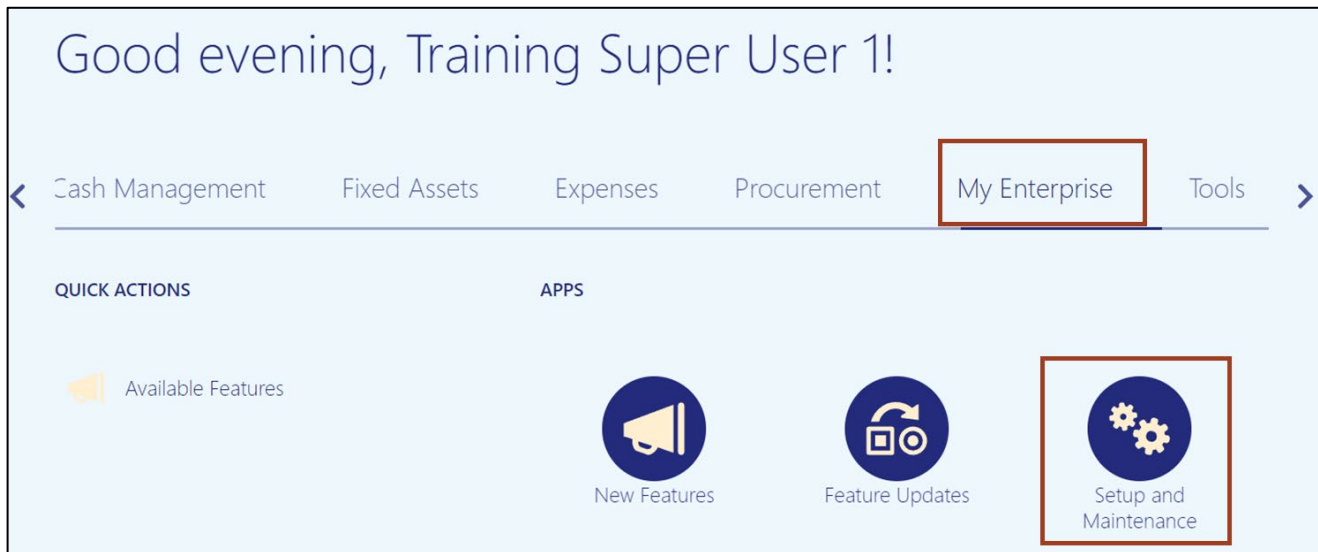 Good evening, Training Super User 1!
Cash Management Fixed Assets Expenses Procurement My Enterprise Tools
QUICK ACTIONS APPS
Available Features
New Features Feature Updates Setup and
Maintenance